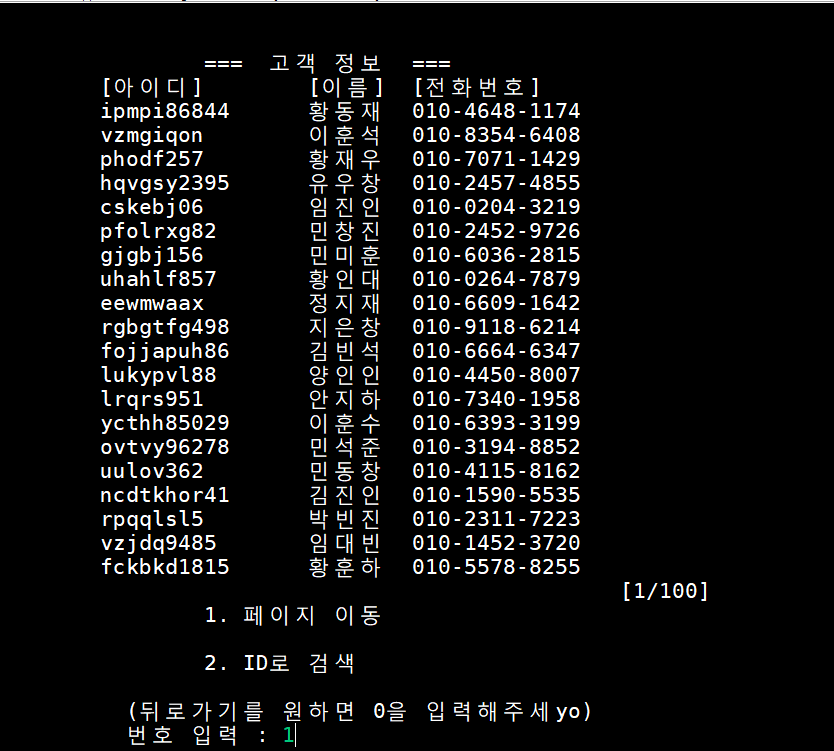 === 고객 정보 ===
[아이디] [이름] [전화번호]
ipmpi86844 황동재 010-4648-1174
vzmgiqon 이훈석 010-8354-6408
phodf257 황재우 010-7071-1429
hqvgsy2395 유우창 010-2457-4855
cskebj06 임진인 010-0204-3219
pfolrxg82 민창진 010-2452-9726
gjgbj156 민미훈 010-6036-2815
uhahlf857 황인대 010-0264-7879
eewmwaax 정지재 010-6609-1642
rgbgtfg498 지은창 010-9118-6214
fojjapuh86 김빈석 010-6664-6347
lukypvl88 양인인 010-4450-8007
lrqrs951 안지하 010-7340-1958
ycthh85029 이훈수 010-6393-3199
ovtvy96278 민석준 010-3194-8852
uulov362 민동창 010-4115-8162
ncdtkhor41 김진인 010-1590-5535
rpqqlsl5 박빈진 010-2311-7223
vzjdq9485 임대빈 010-1452-3720
fckbkd1815 황훈하 010-5578-8255
[1/100]
1. 페이지 이동
2. ID로 검색
(뒤로가기를 원하면 0을 입력해주세yo)
번호 입력 : 1